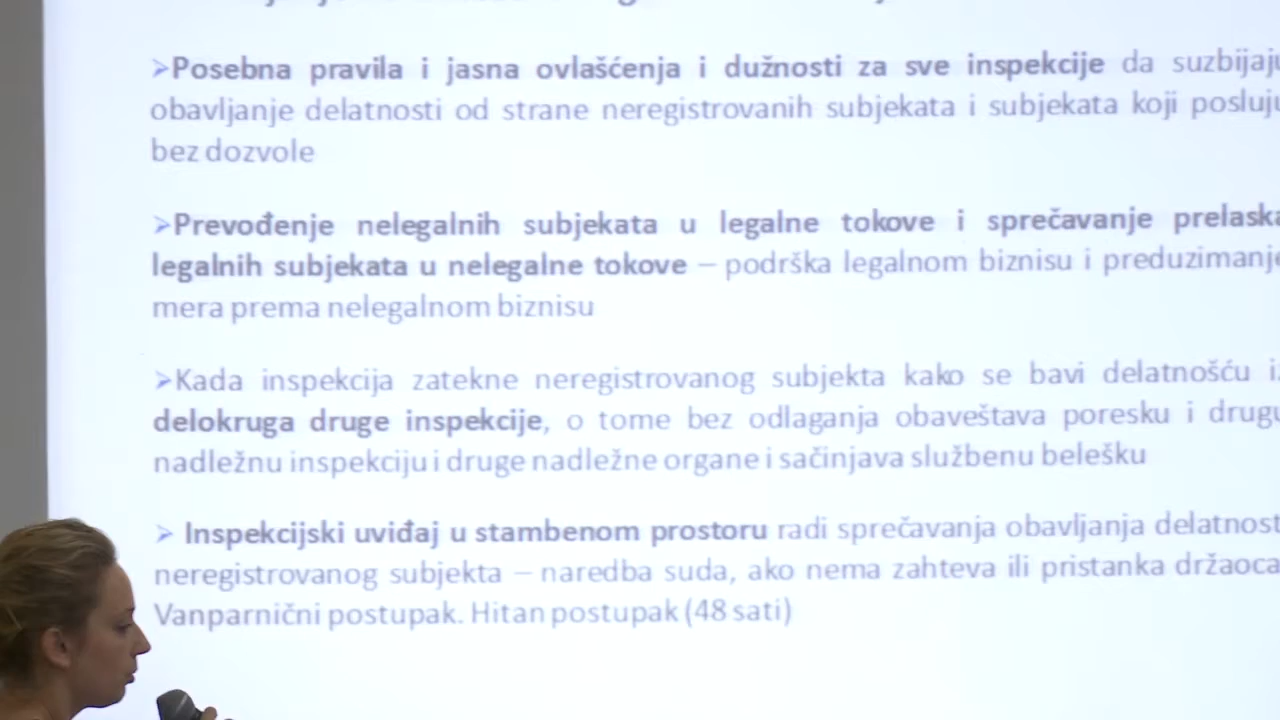 ➢Posebna pravila i jasna ovlašćenja i dužnosti za sve inspekcije da suzbijaju
obavljanje delatnosti od strane neregistrovanih subjekata i subjekata koji posluju
bez dozvole
➢Prevođenje nelegalnih subjekata u legalne tokove i sprečavanje prelaska
legalnih subjekata u nelegalne tokove – podrška legalnom biznisu i preduzimanje
mera prema nelegalnom biznisu
➢Kada inspekcija zatekne neregistrovanog subjekta kako se bavi delatnošću iz
delokruga druge inspekcije, o tome bez odlaganja obaveštava poresku i drugu
nadležnu inspekciju i druge nadležne organe i sačinjava službenu belešku
➢ Inspekcijski uviđaj u stambenom prostoru radi sprečavanja obavljanja delatnost
neregistrovanog subjekta – naredba suda, ako nema zahteva ili pristanka držaoca.
Vanparnični postupak. Hitan postupak (48 sati)